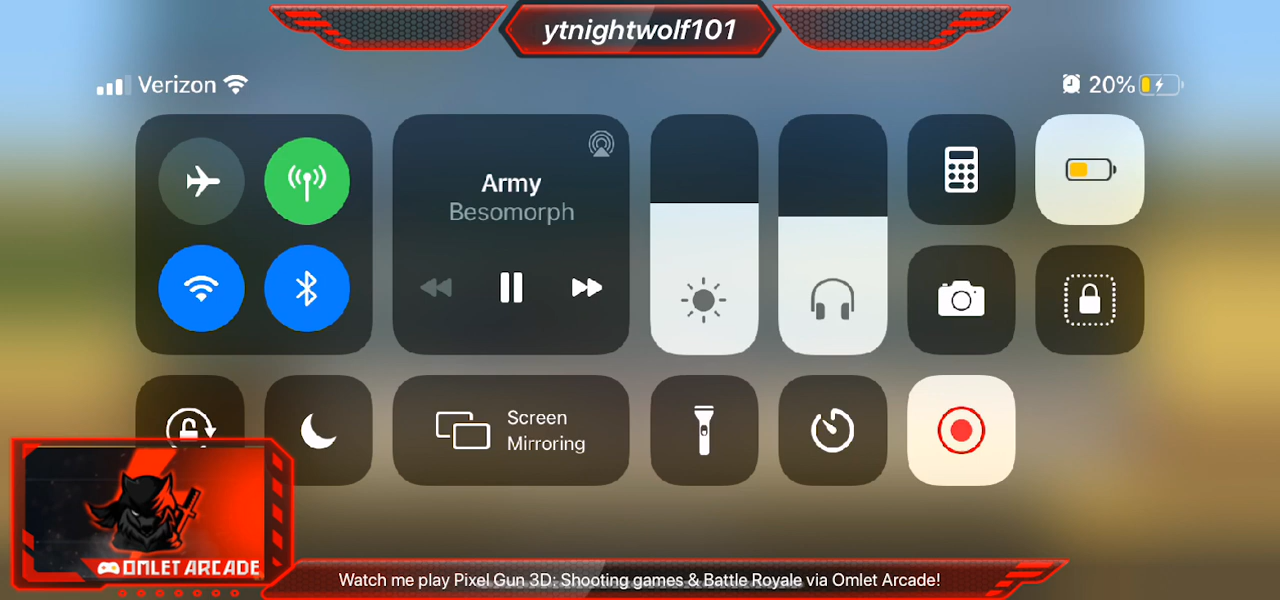 ytnightwolf101
Verizon
20%
Army
Besomorph
Screen
Mirroring
OMLET ARCADE
Watch me play Pixel Gun 3D: Shooting games & Battle Royale via Omlet Arcade!